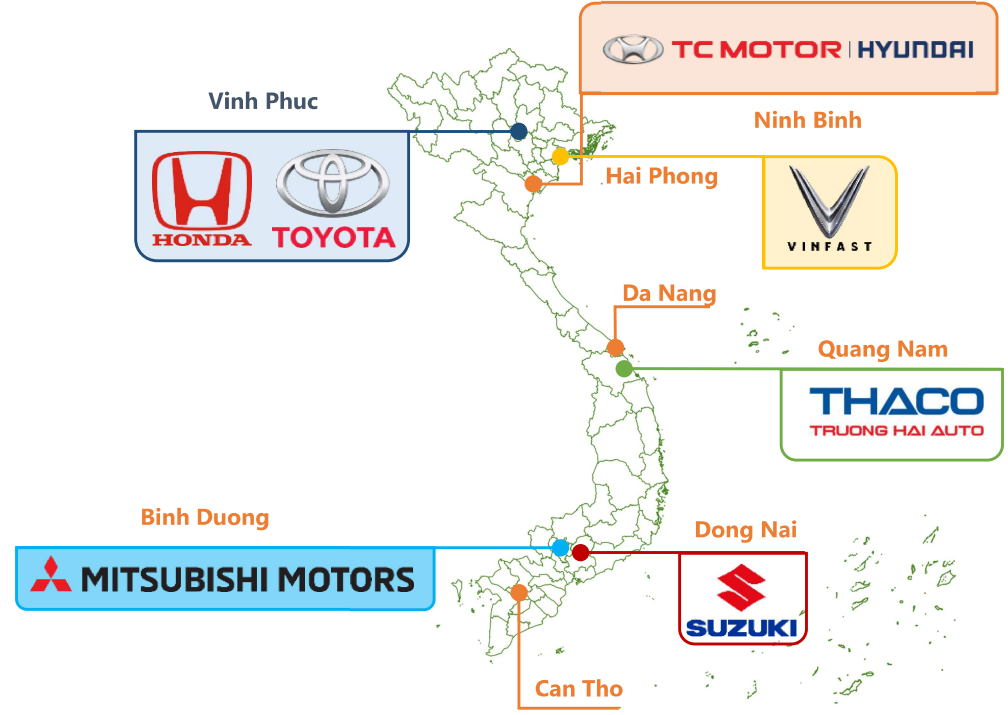 TC MOTOR | HYUNDAI
Vinh Phuc
Ninh Binh
HONDA
TOYOTA
Hai Phong
VINFAST
Da Nang
Quang Nam
THACO
TRUONG HAI AUTO
Binh Duong
MITSUBISHI MOTORS
Dong Nai
SUZUKI
Can Tho